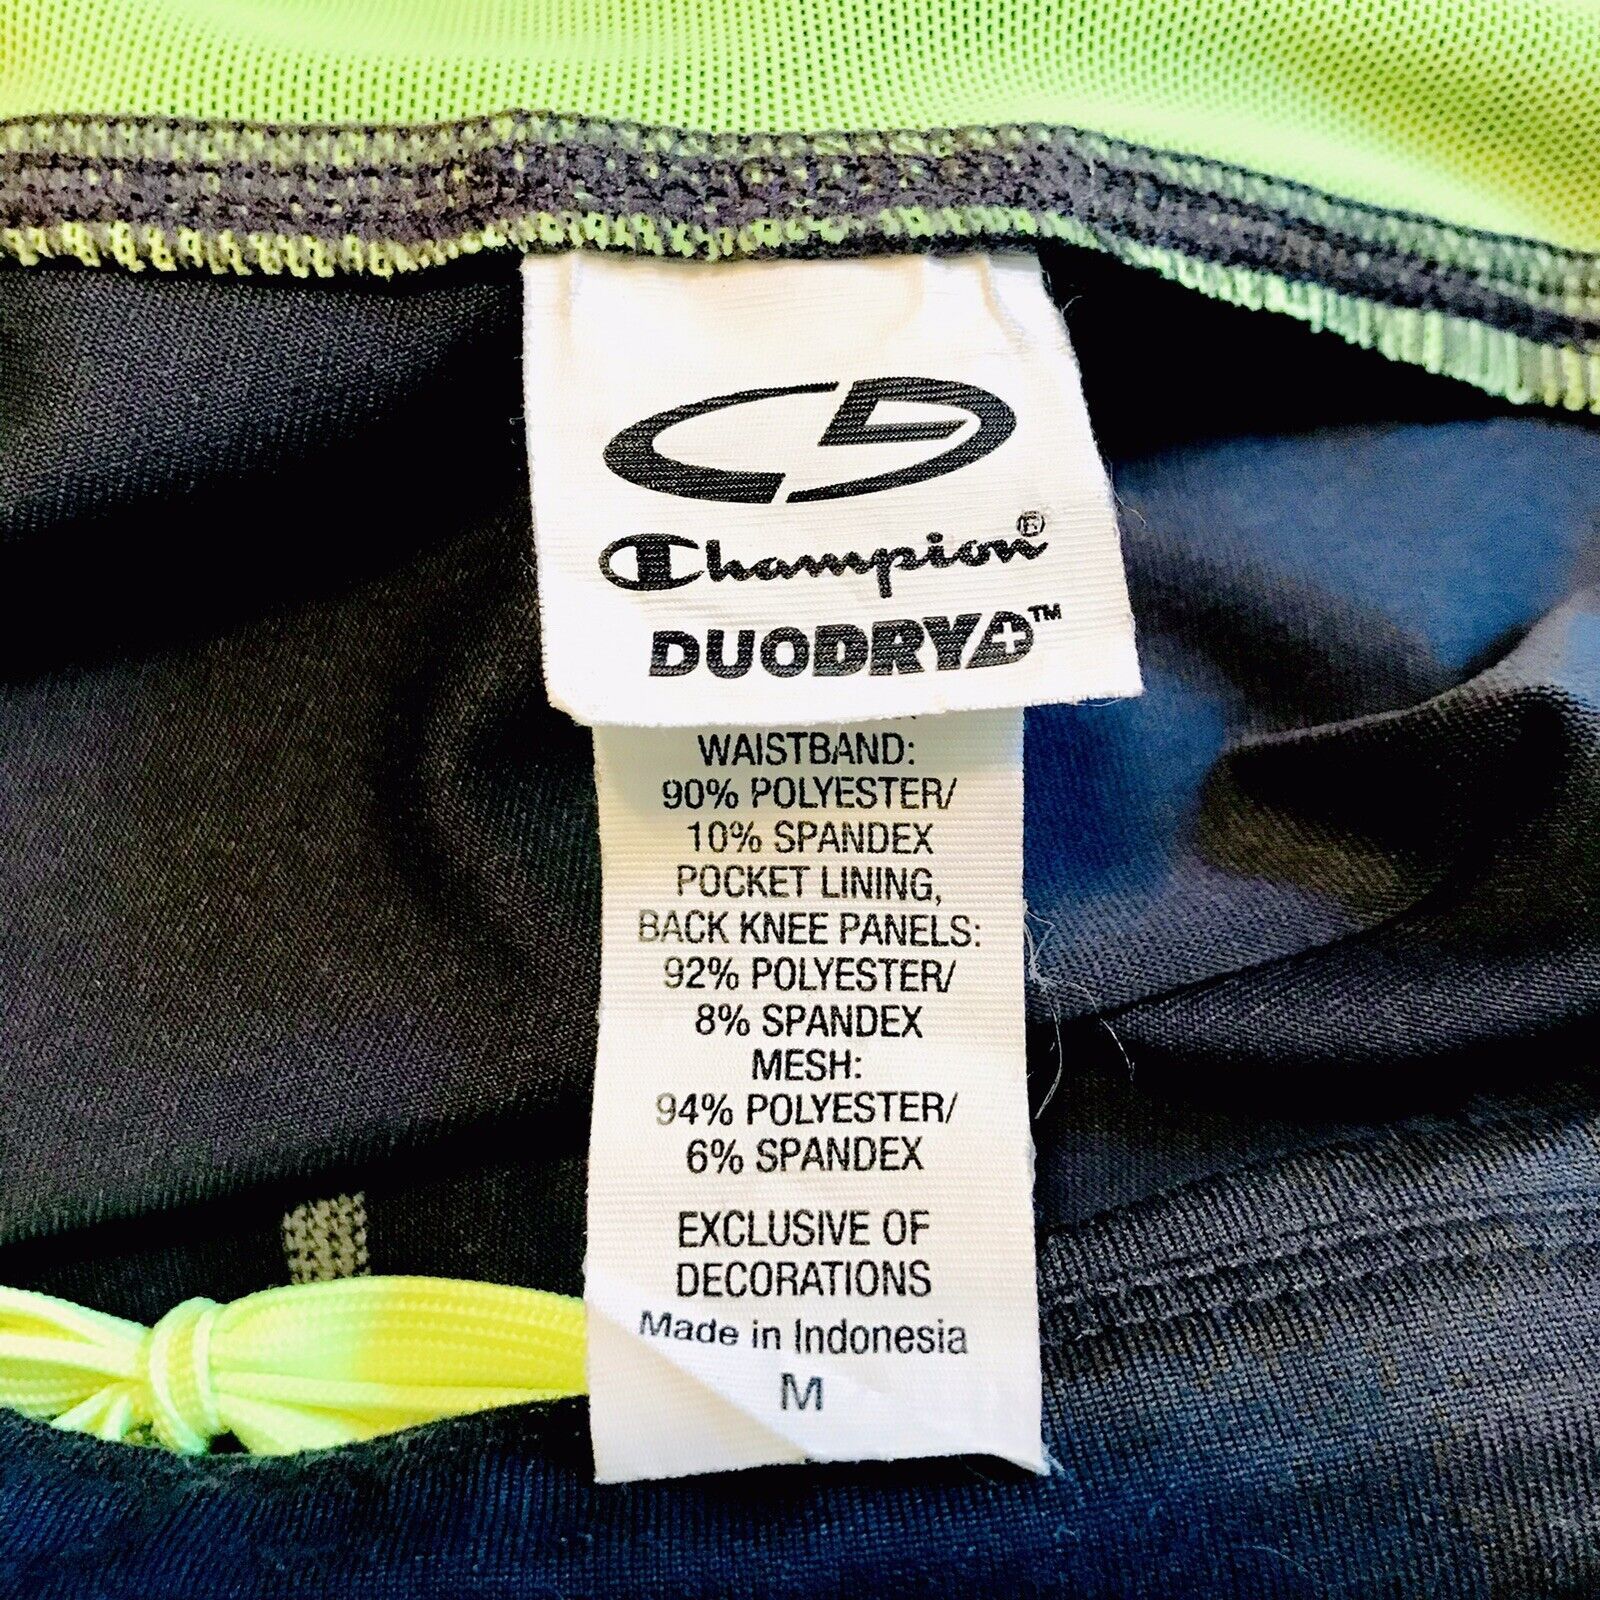 Champion®
DUODRY+™
WAISTBAND:
90% POLYESTER/
10% SPANDEX
POCKET LINING,
BACK KNEE PANELS:
92% POLYESTER/
8% SPANDEX
MESH:
94% POLYESTER/
6% SPANDEX
EXCLUSIVE OF
DECORATIONS
Made in Indonesia
M